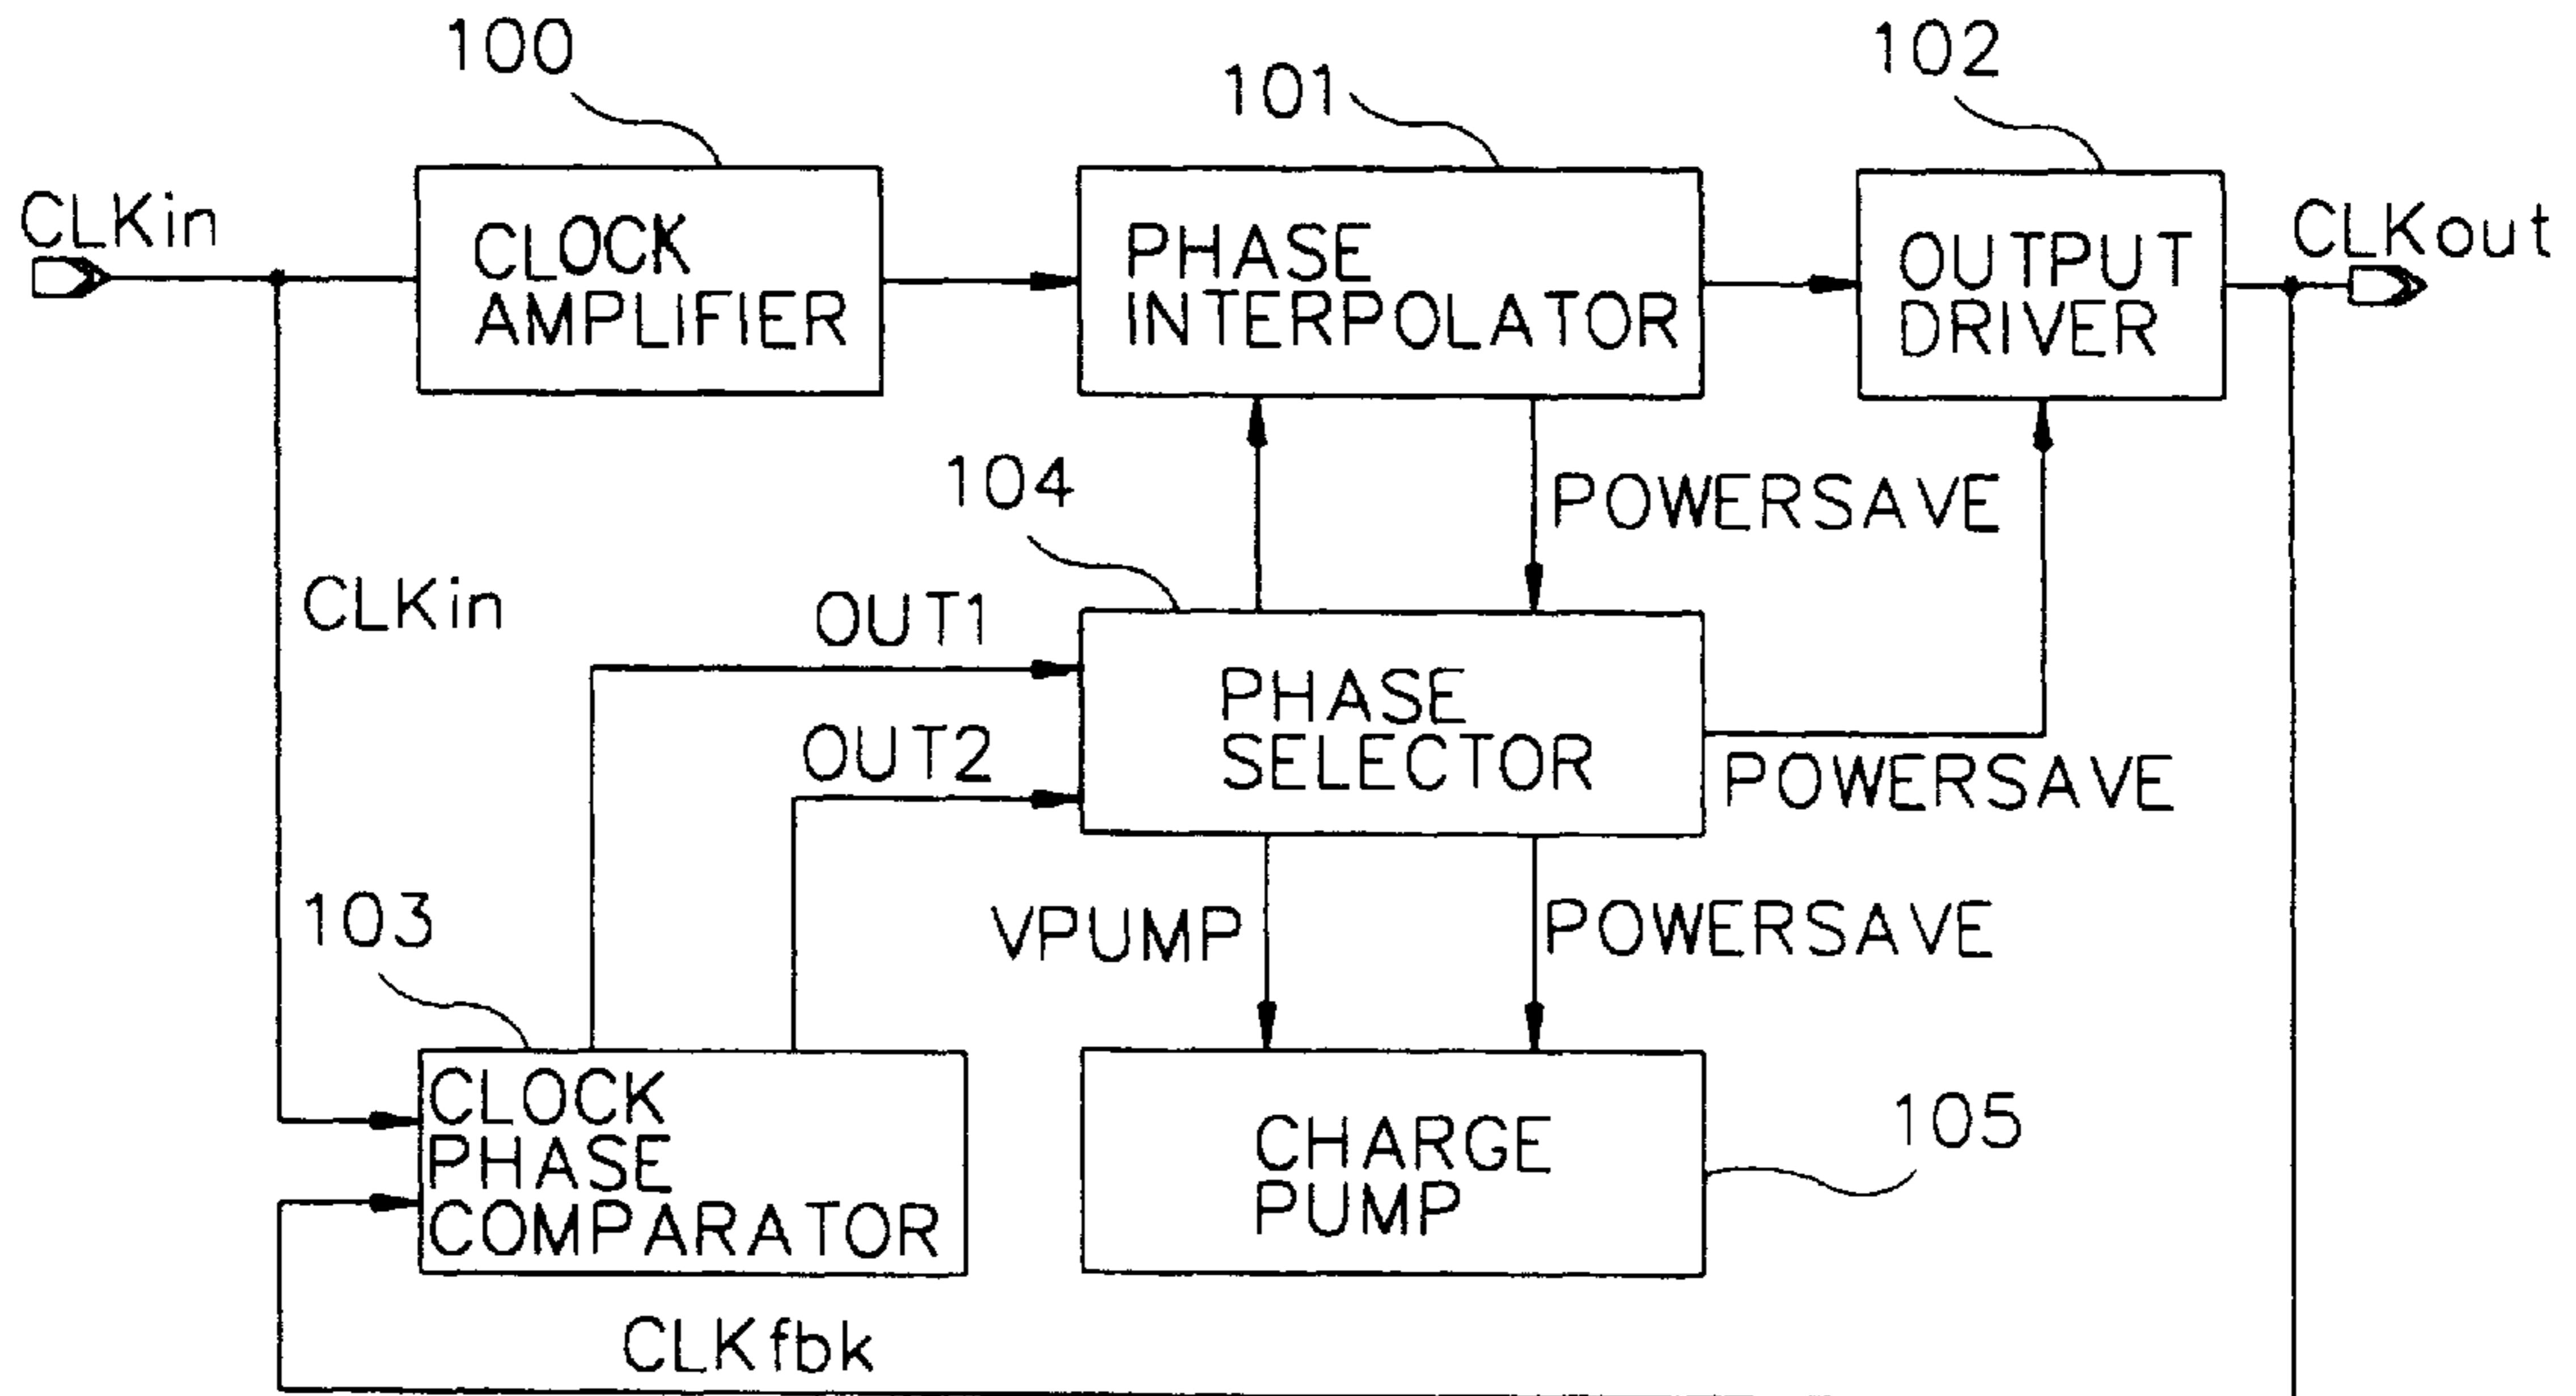 100
101
102
CLKin
CLOCK
AMPLIFIER
PHASE
INTERPOLATOR
OUTPUT
DRIVER
CLKout
104
POWERSAVE
CLKin
OUT1
OUT2
PHASE
SELECTOR
POWERSAVE
103
VPUMP
POWERSAVE
CLOCK
PHASE
COMPARATOR
CHARGE
PUMP
105
CLKfbk